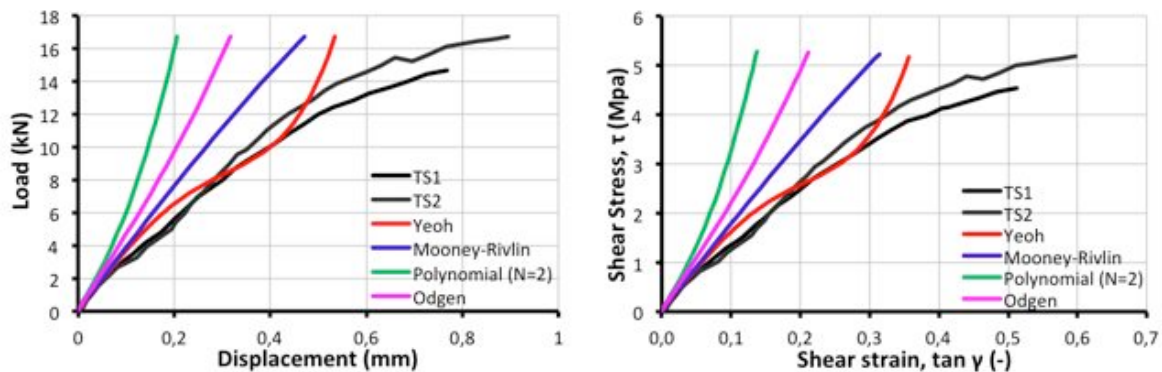 18
16
14
12
10
8
6
4
2
0
Load (kN)
0 0,2 0,4 0,6 0,8 1
Displacement (mm)
TS1
TS2
Yeoh
Mooney-Rivlin
Polynomial (N=2)
Odgen
6
5
4
3
2
1
0
Shear Stress, τ (Mpa)
0,0 0,1 0,2 0,3 0,4 0,5 0,6 0,7
Shear strain, tan γ (-)
TS1
TS2
Yeoh
Mooney-Rivlin
Polynomial (N=2)
Odgen